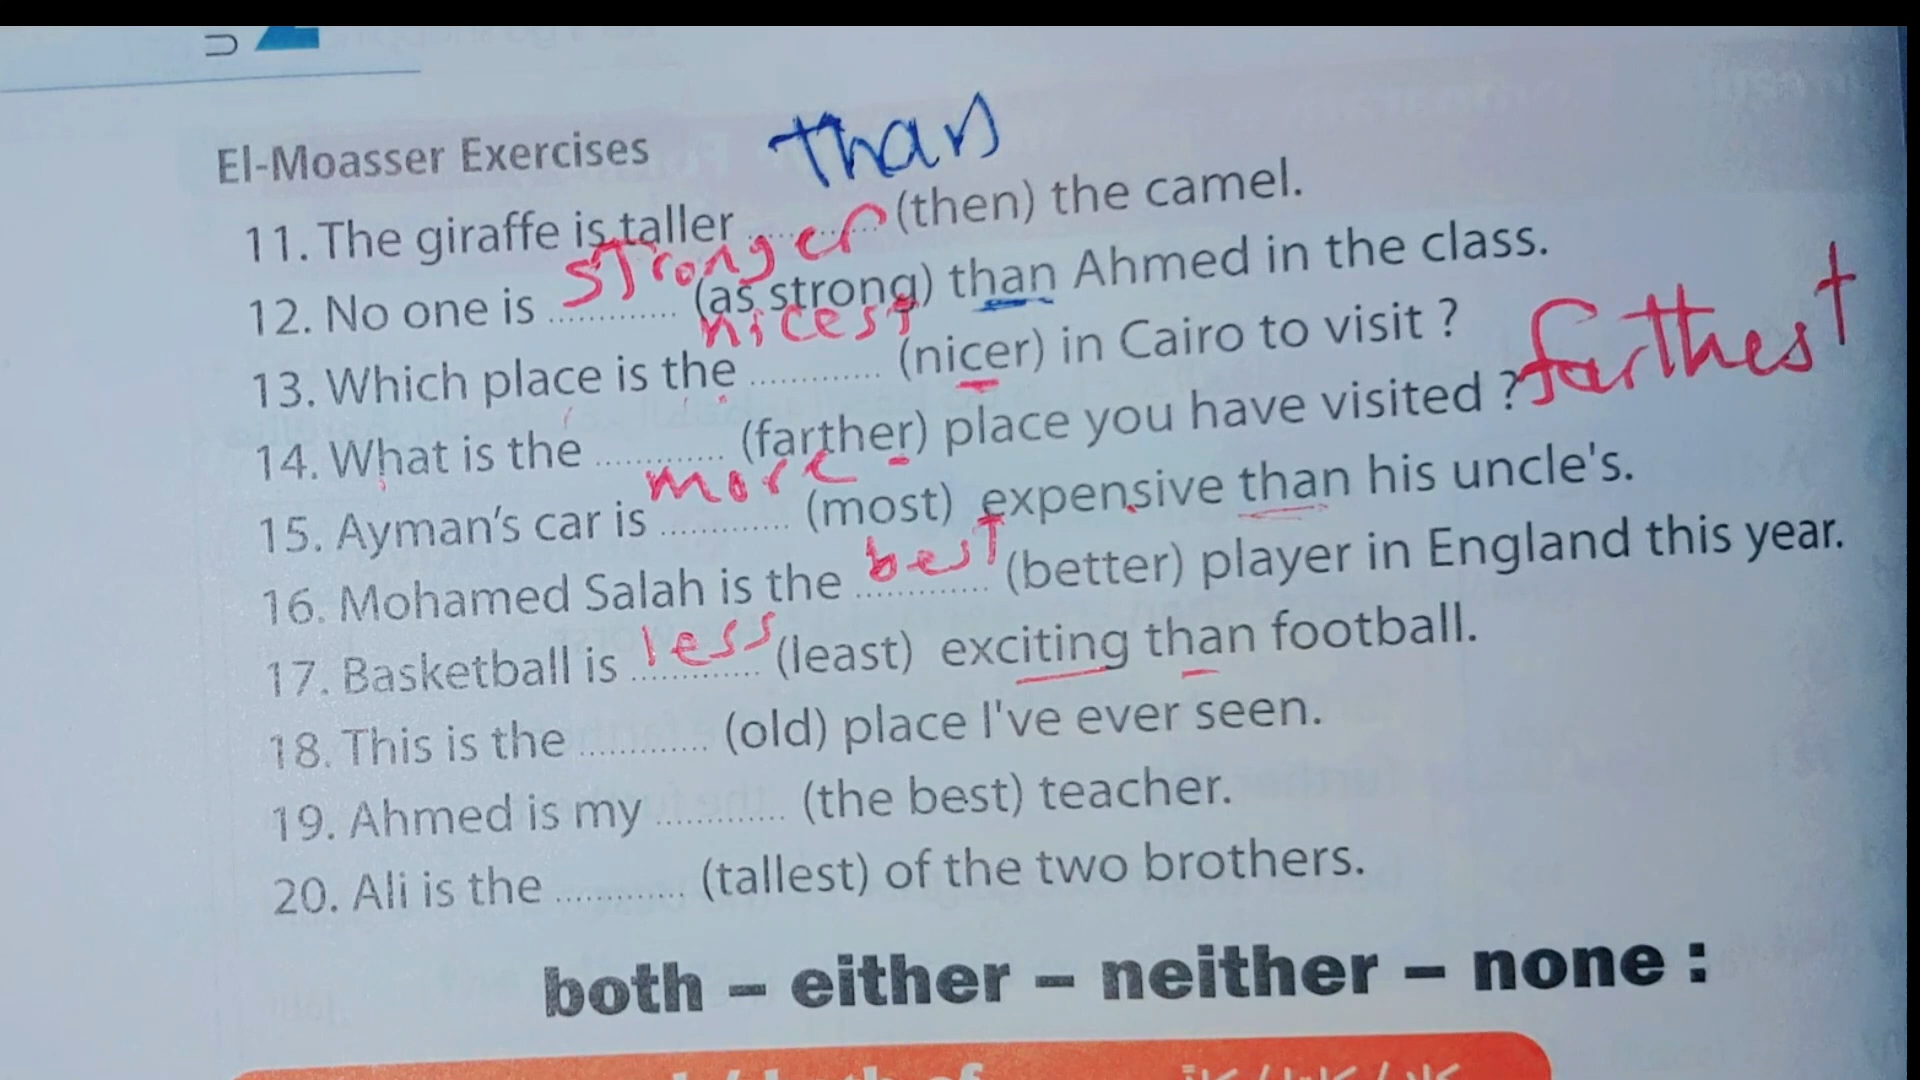 El-Moasser Exercises
than
11. The giraffe is taller ............ (then) the camel.
stronger
12. No one is ............ (as strong) than Ahmed in the class.
nicest
13. Which place is the ............ (nicer) in Cairo to visit ?
farthest
14. What is the ............ (farther) place you have visited ?
more
15. Ayman's car is ............ (most) expensive than his uncle's.
best
16. Mohamed Salah is the ............ (better) player in England this year.
less
17. Basketball is ............ (least) exciting than football.
18. This is the ............ (old) place I've ever seen.
19. Ahmed is my ............ (the best) teacher.
20. Ali is the ............ (tallest) of the two brothers.
both – either – neither – none :